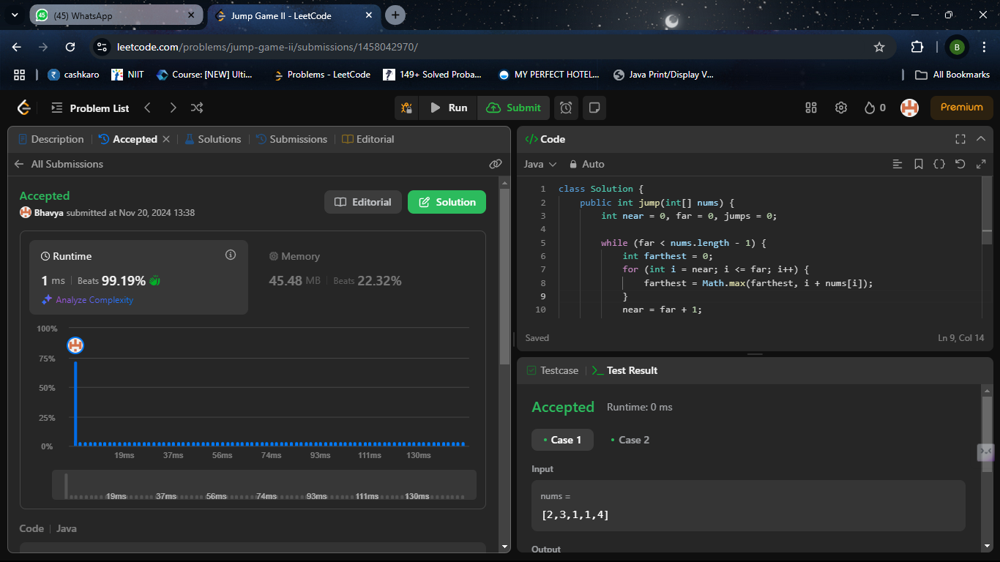 (45) WhatsApp
Jump Game II - LeetCode
leetcode.com/problems/jump-game-ii/submissions/1458042970/
B
cashkaro
NIIT
Course: [NEW] Ulti...
Problems - LeetCode
149+ Solved Proba...
MY PERFECT HOTEL...
Java Print/Display V...
All Bookmarks
Problem List
Run
Submit
0
Premium
Description
Accepted
Solutions
Submissions
Editorial
All Submissions
Accepted
Bhavya submitted at Nov 20, 2024 13:38
Editorial
Solution
Runtime
1 ms | Beats 99.19%
Analyze Complexity
Memory
45.48 MB | Beats 22.32%
100%
75%
50%
25%
0%
19ms 37ms 56ms 74ms 93ms 111ms 130ms
19ms 37ms 56ms 74ms 93ms 111ms 130ms
Code | Java
</> Code
Java
Auto
1 class Solution {
2 public int jump(int[] nums) {
3 int near = 0, far = 0, jumps = 0;
4
5 while (far < nums.length - 1) {
6 int farthest = 0;
7 for (int i = near; i <= far; i++) {
8 farthest = Math.max(farthest, i + nums[i]);
9 }
10 near = far + 1;
Saved
Ln 9, Col 14
Testcase
>_ Test Result
Accepted
Runtime: 0 ms
• Case 1
• Case 2
Input
nums =
[2,3,1,1,4]
Output